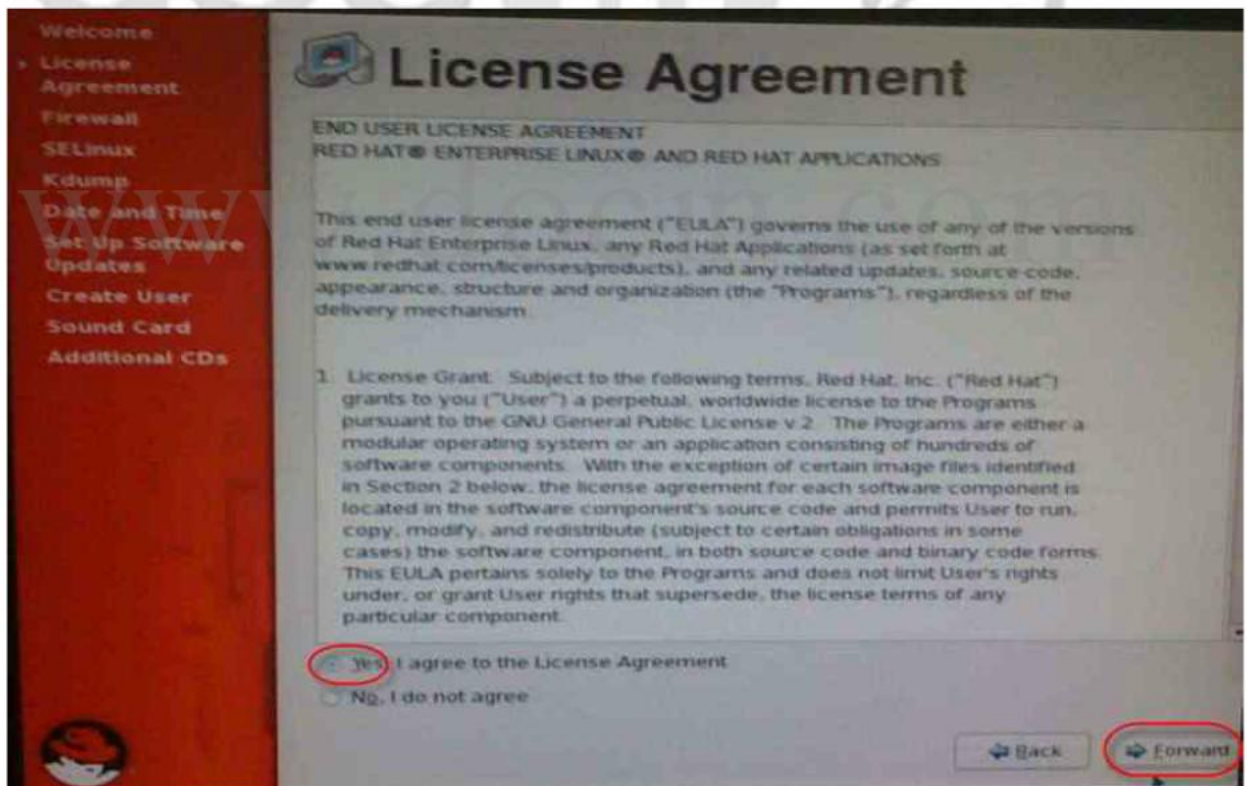 Welcome
License
Agreement
Firewall
SELinux
Kdump
Date and Time
Set Up Software
Updates
Create User
Sound Card
Additional CDs
License Agreement
END USER LICENSE AGREEMENT
RED HAT® ENTERPRISE LINUX® AND RED HAT APPLICATIONS
This end user license agreement ("EULA") governs the use of any of the versions
of Red Hat Enterprise Linux, any Red Hat Applications (as set forth at
www.redhat.com/licenses/products), and any related updates, source code,
appearance, structure and organization (the "Programs"), regardless of the
delivery mechanism.
1. License Grant. Subject to the following terms, Red Hat, Inc. ("Red Hat")
grants to you ("User") a perpetual, worldwide license to the Programs
pursuant to the GNU General Public License v.2. The Programs are either a
modular operating system or an application consisting of hundreds of
software components. With the exception of certain image files identified
in Section 2 below, the license agreement for each software component is
located in the software component's source code and permits User to run,
copy, modify, and redistribute (subject to certain obligations in some
cases) the software component, in both source code and binary code forms.
This EULA pertains solely to the Programs and does not limit User's rights
under, or grant User rights that supersede, the license terms of any
particular component.
Yes, I agree to the License Agreement
No, I do not agree
Back
Forward
www.docin.com